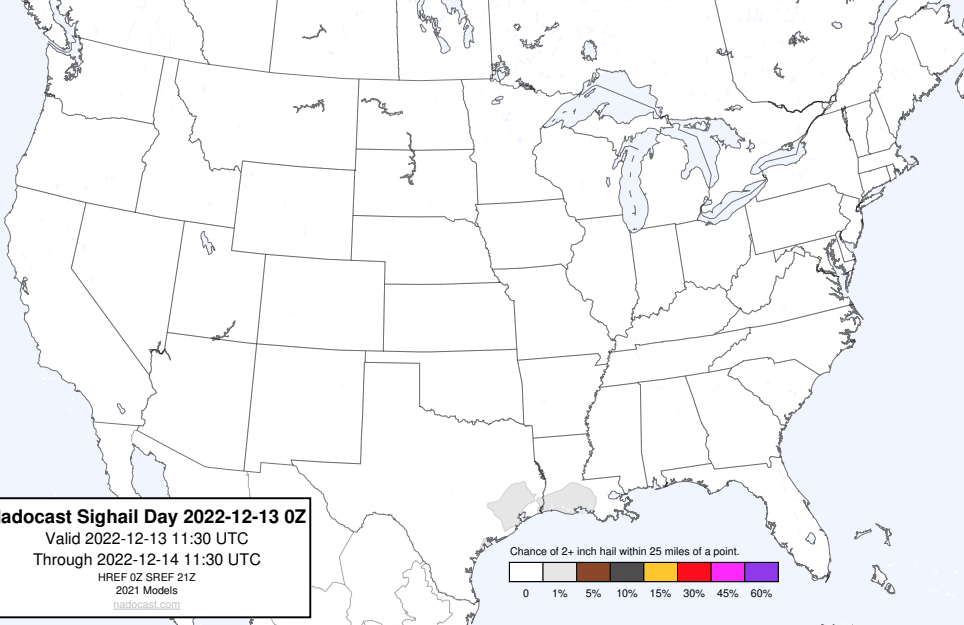 adocast Sighail Day 2022-12-13 0Z
Valid 2022-12-13 11:30 UTC
Through 2022-12-14 11:30 UTC
HREF 0Z SREF 21Z
2021 Models
nadocast.com
Chance of 2+ inch hail within 25 miles of a point.
0 1% 5% 10% 15% 30% 45% 60%